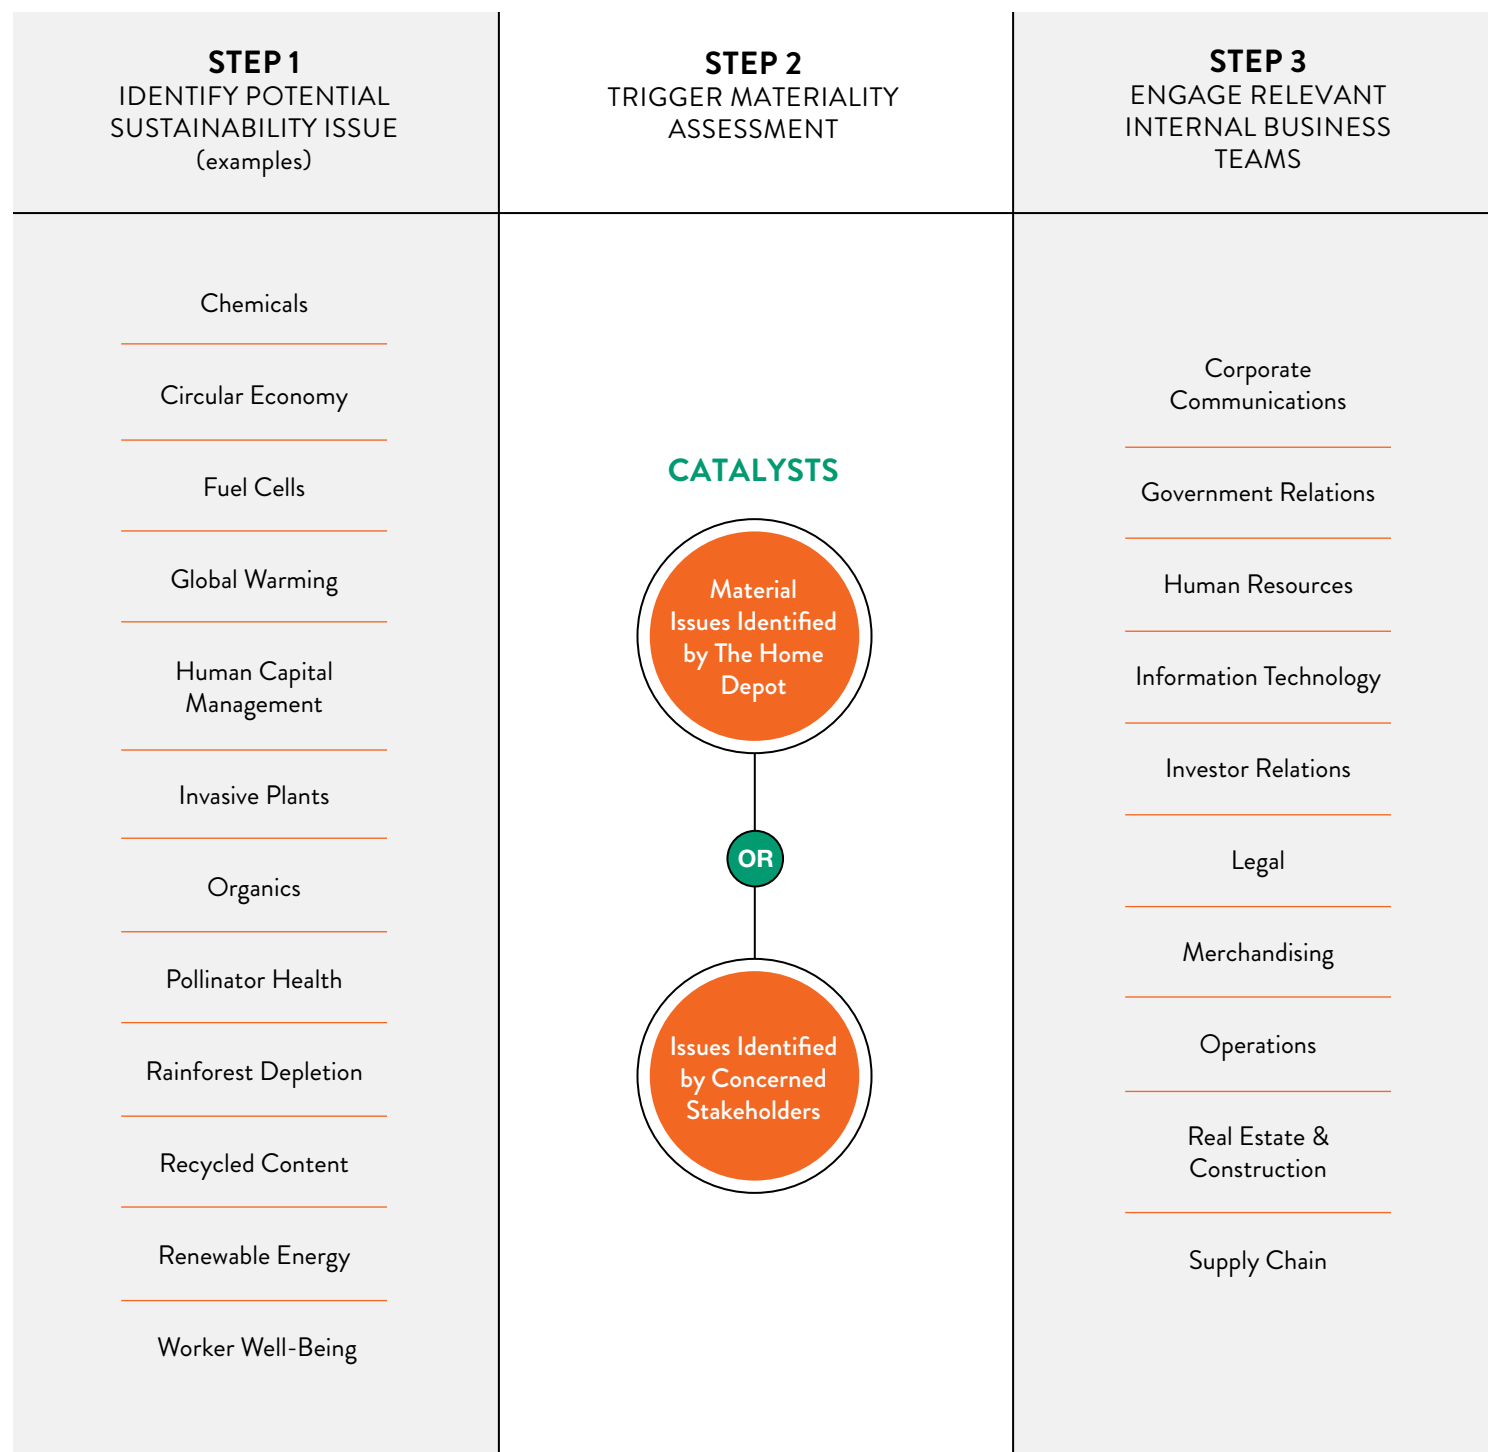 STEP 1
IDENTIFY POTENTIAL
SUSTAINABILITY ISSUE
(examples)
STEP 2
TRIGGER MATERIALITY
ASSESSMENT
STEP 3
ENGAGE RELEVANT
INTERNAL BUSINESS
TEAMS
Chemicals
Circular Economy
Fuel Cells
Global Warming
Human Capital
Management
Invasive Plants
Organics
Pollinator Health
Rainforest Depletion
Recycled Content
Renewable Energy
Worker Well-Being
CATALYSTS
Material
Issues Identified
by The Home
Depot
OR
Issues Identified
by Concerned
Stakeholders
Corporate
Communications
Government Relations
Human Resources
Information Technology
Investor Relations
Legal
Merchandising
Operations
Real Estate &
Construction
Supply Chain